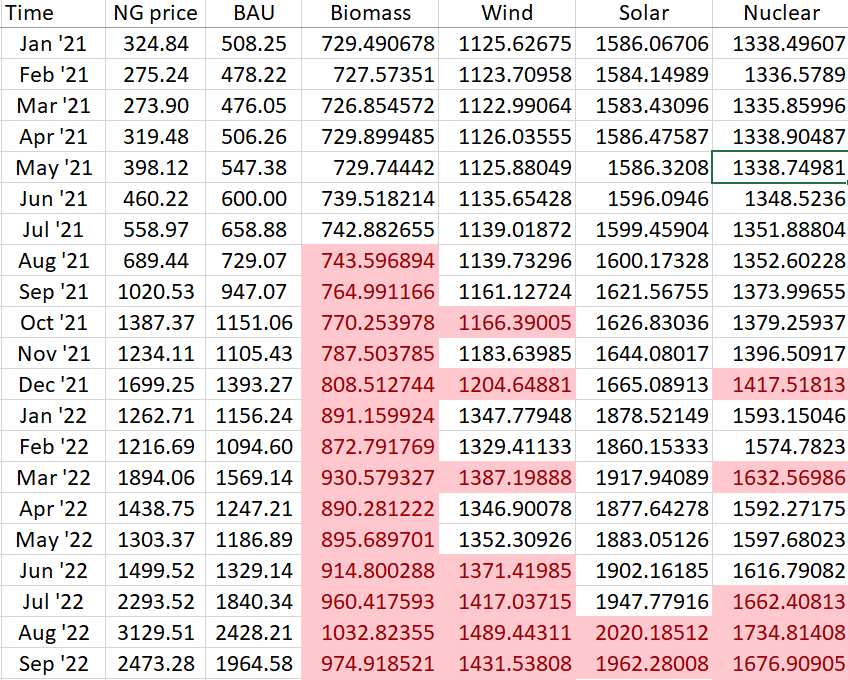 Time NG price BAU Biomass Wind Solar Nuclear
Jan '21 324.84 508.25 729.490678 1125.62675 1586.06706 1338.49607
Feb '21 275.24 478.22 727.57351 1123.70958 1584.14989 1336.5789
Mar '21 273.90 476.05 726.854572 1122.99064 1583.43096 1335.85996
Apr '21 319.48 506.26 729.899485 1126.03555 1586.47587 1338.90487
May '21 398.12 547.38 729.74442 1125.88049 1586.3208 1338.74981
Jun '21 460.22 600.00 739.518214 1135.65428 1596.0946 1348.5236
Jul '21 558.97 658.88 742.882655 1139.01872 1599.45904 1351.88804
Aug '21 689.44 729.07 743.596894 1139.73296 1600.17328 1352.60228
Sep '21 1020.53 947.07 764.991166 1161.12724 1621.56755 1373.99655
Oct '21 1387.37 1151.06 770.253978 1166.39005 1626.83036 1379.25937
Nov '21 1234.11 1105.43 787.503785 1183.63985 1644.08017 1396.50917
Dec '21 1699.25 1393.27 808.512744 1204.64881 1665.08913 1417.51813
Jan '22 1262.71 1156.24 891.159924 1347.77948 1878.52149 1593.15046
Feb '22 1216.69 1094.60 872.791769 1329.41133 1860.15333 1574.7823
Mar '22 1894.06 1569.14 930.579327 1387.19888 1917.94089 1632.56986
Apr '22 1438.75 1247.21 890.281222 1346.90078 1877.64278 1592.27175
May '22 1303.37 1186.89 895.689701 1352.30926 1883.05126 1597.68023
Jun '22 1499.52 1329.14 914.800288 1371.41985 1902.16185 1616.79082
Jul '22 2293.52 1840.34 960.417593 1417.03715 1947.77916 1662.40813
Aug '22 3129.51 2428.21 1032.82355 1489.44311 2020.18512 1734.81408
Sep '22 2473.28 1964.58 974.918521 1431.53808 1962.28008 1676.90905